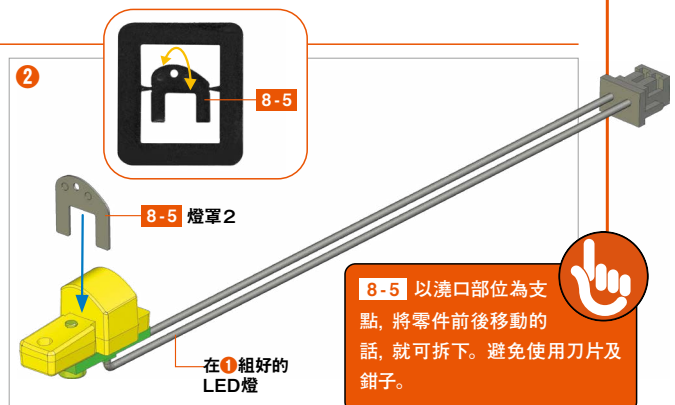 ❷
8-5
8-5 燈罩2
在❶組好的
LED燈
8-5 以澆口部位為支
點, 將零件前後移動的
話, 就可拆下。避免使用刀片及
鉗子。